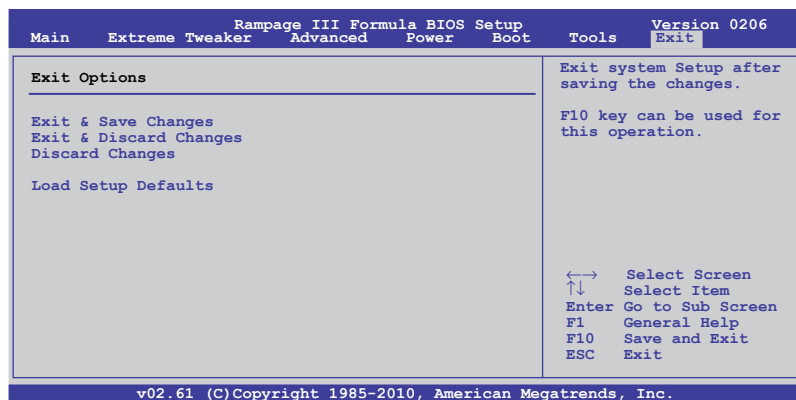 Rampage III Formula BIOS Setup Version 0206
Main Extreme Tweaker Advanced Power Boot Tools Exit
Exit Options
Exit & Save Changes
Exit & Discard Changes
Discard Changes
Load Setup Defaults
Exit system Setup after
saving the changes.
F10 key can be used for
this operation.
←→ Select Screen
↑↓ Select Item
Enter Go to Sub Screen
F1 General Help
F10 Save and Exit
ESC Exit
v02.61 (C)Copyright 1985-2010, American Megatrends, Inc.